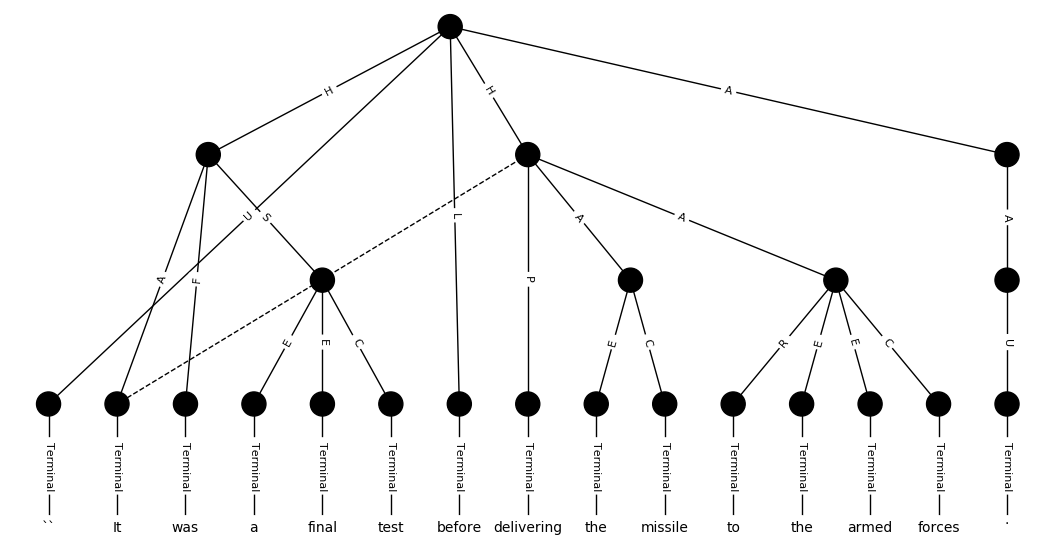 H H A
U S L A A A
A F P
E E C E C R E E C U
Terminal Terminal Terminal Terminal Terminal Terminal Terminal Terminal Terminal Terminal Terminal Terminal Terminal Terminal Terminal
`` It was a final test before delivering the missile to the armed forces .